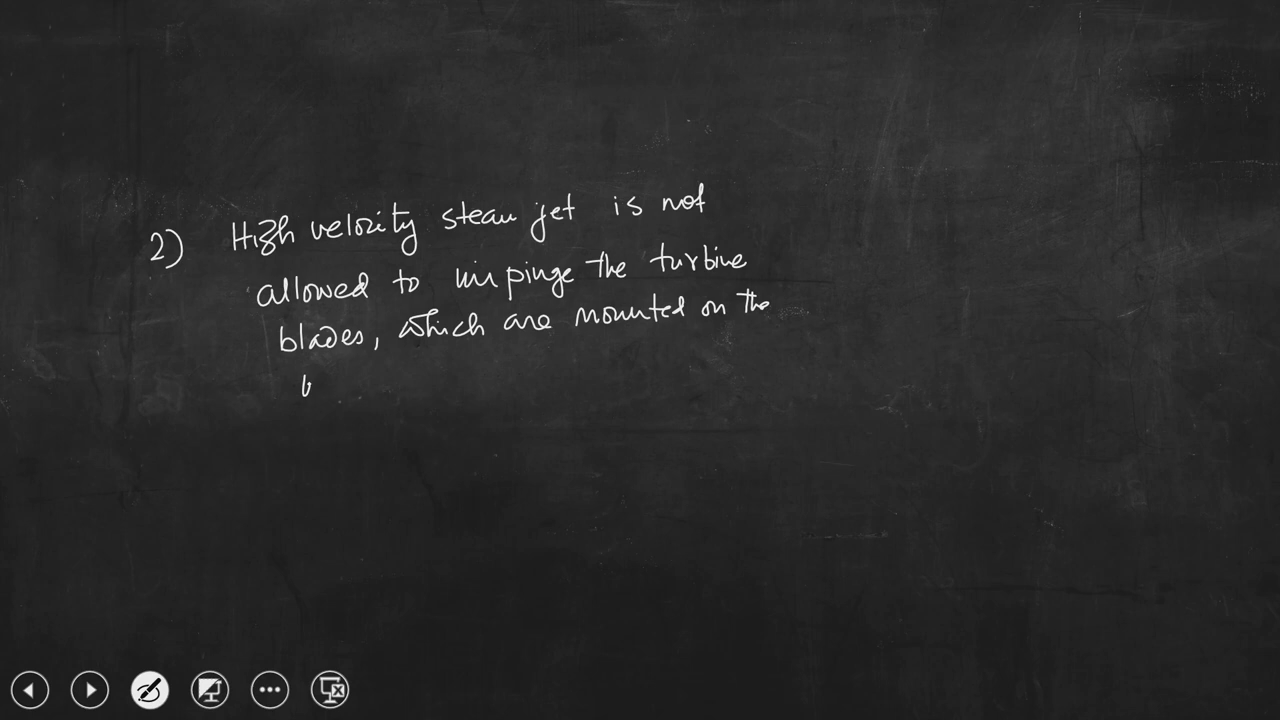 2) High velocity steam jet is not
allowed to impinge the turbine
blades, which are mounted on the